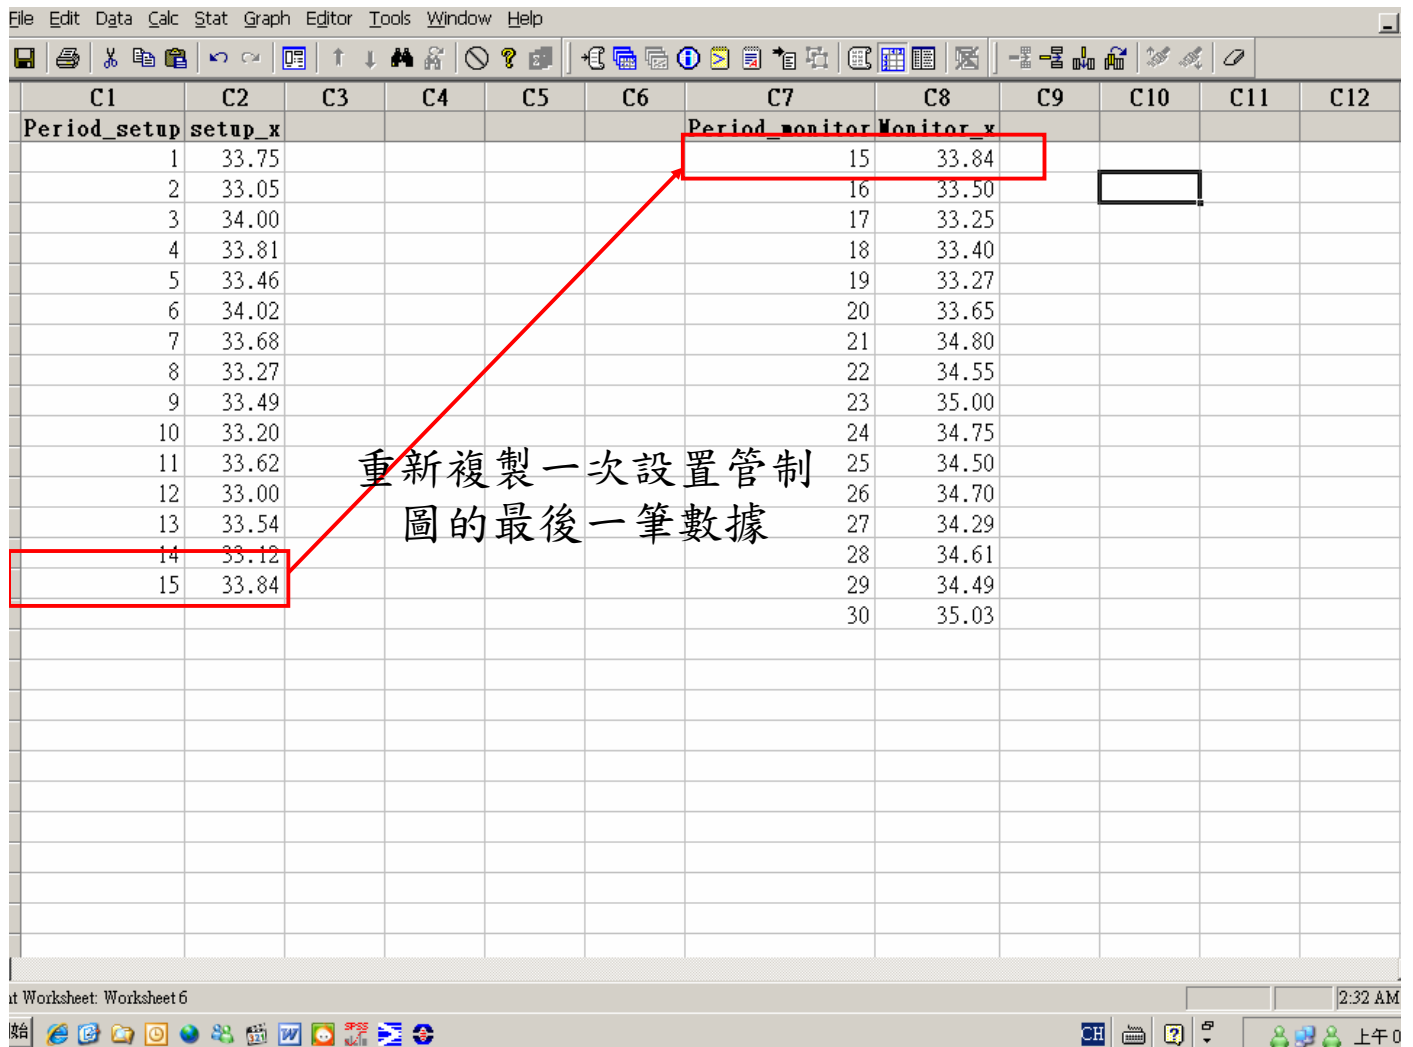 File Edit Data Calc Stat Graph Editor Tools Window Help
C1 C2 C3 C4 C5 C6 C7 C8 C9 C10 C11 C12
Period_setup setup_x Period_monitor Monitor_x
1 33.75 15 33.84
2 33.05 16 33.50
3 34.00 17 33.25
4 33.81 18 33.40
5 33.46 19 33.27
6 34.02 20 33.65
7 33.68 21 34.80
8 33.27 22 34.55
9 33.49 23 35.00
10 33.20 24 34.75
11 33.62 25 34.50
12 33.00 26 34.70
13 33.54 27 34.29
14 33.12 28 34.61
15 33.84 29 34.49
30 35.03
重新複製一次設置管制
圖的最後一筆數據
nt Worksheet: Worksheet 6 2:32 AM
始 SPSS CH 上午 0